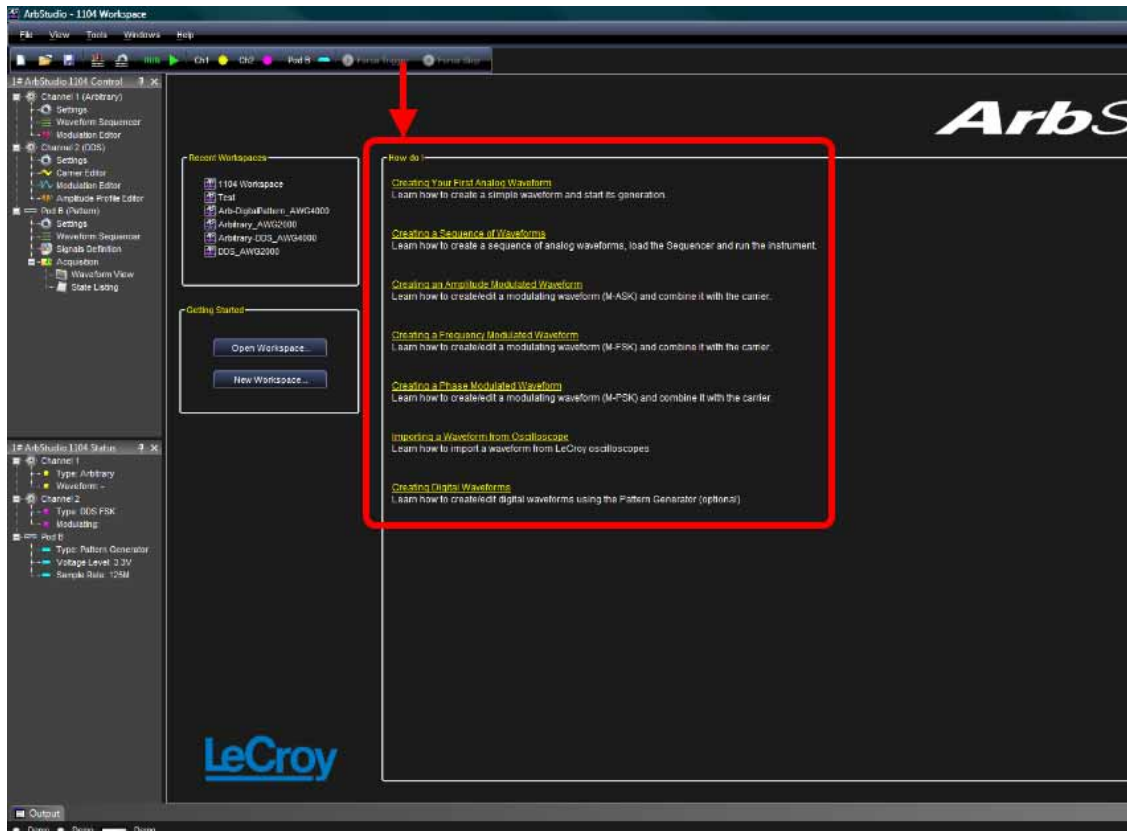 ArbStudio - 1104 Workspace
File View Tools Windows Help
Run Ch1 Ch2 Pod B Force Trigger Force Stop
1# ArbStudio 1104 Control
Channel 1 (Arbitrary)
Settings
Waveform Sequencer
Modulation Editor
Channel 2 (DDS)
Settings
Carrier Editor
Modulation Editor
Amplitude Profile Editor
Pod B (Pattern)
Settings
Waveform Sequencer
Signals Definition
Acquisition
Waveform View
State Listing
1# ArbStudio 1104 Status
Channel 1
Type: Arbitrary
Waveform: -
Channel 2
Type: DDS FSK
Modulating:
Pod B
Type: Pattern Generator
Voltage Level: 3.3V
Sample Rate: 125M
ArbS
Recent Workspaces
1104 Workspace
Test
Arb-DigitalPattern_AWG4000
Arbitrary_AWG2000
Arbitrary-DDS_AWG4000
DDS_AWG2000
Getting Started
Open Workspace...
New Workspace...
How do I
Creating Your First Analog Waveform
Learn how to create a simple waveform and start its generation.
Creating a Sequence of Waveforms
Learn how to create a sequence of analog waveforms, load the Sequencer and run the instrument.
Creating an Amplitude Modulated Waveform
Learn how to create/edit a modulating waveform (M-ASK) and combine it with the carrier.
Creating a Frequency Modulated Waveform
Learn how to create/edit a modulating waveform (M-FSK) and combine it with the carrier.
Creating a Phase Modulated Waveform
Learn how to create/edit a modulating waveform (M-PSK) and combine it with the carrier.
Importing a Waveform from Oscilloscope
Learn how to import a waveform from LeCroy oscilloscopes
Creating Digital Waveforms
Learn how to create/edit digital waveforms using the Pattern Generator (optional)
LeCroy
Output
Demo Demo Demo